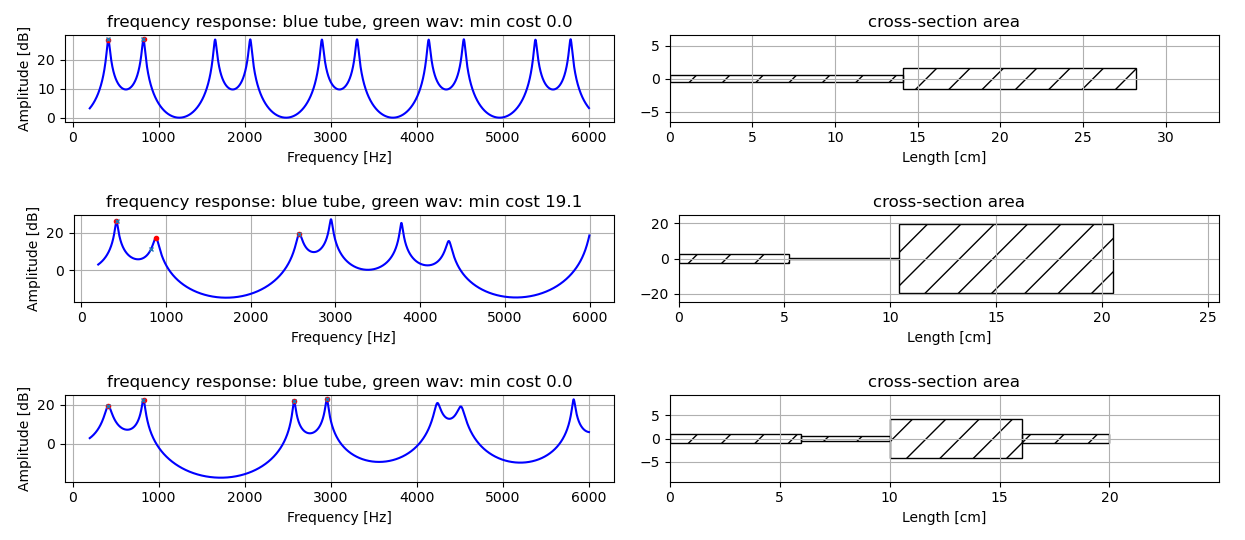 frequency response: blue tube, green wav: min cost 0.0
Amplitude [dB]
20
10
0
0 1000 2000 3000 4000 5000 6000
Frequency [Hz]
cross-section area
5
0
−5
0 5 10 15 20 25 30
Length [cm]
frequency response: blue tube, green wav: min cost 19.1
Amplitude [dB]
20
0
0 1000 2000 3000 4000 5000 6000
Frequency [Hz]
cross-section area
20
0
−20
0 5 10 15 20 25
Length [cm]
frequency response: blue tube, green wav: min cost 0.0
Amplitude [dB]
20
0
0 1000 2000 3000 4000 5000 6000
Frequency [Hz]
cross-section area
5
0
−5
0 5 10 15 20
Length [cm]